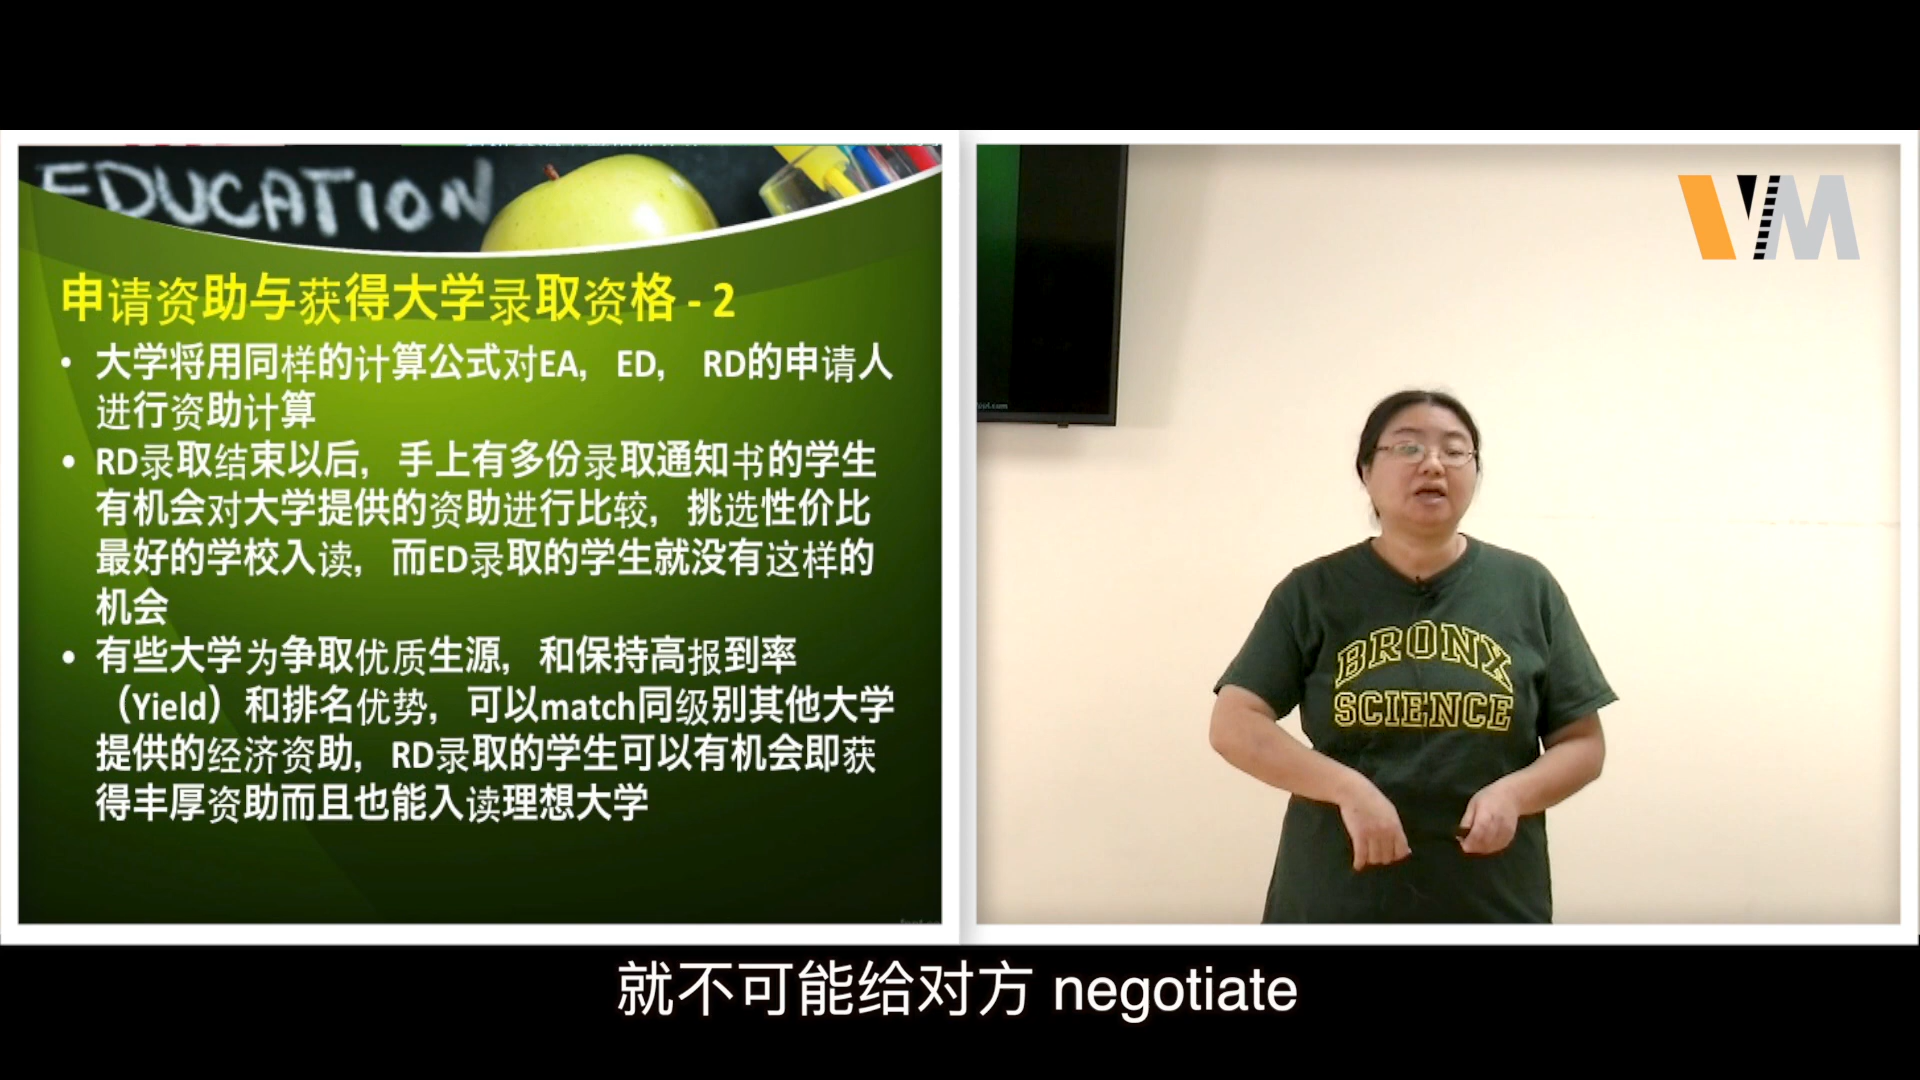 EDUCATION
VM
申请资助与获得大学录取资格 - 2
• 大学将用同样的计算公式对EA，ED， RD的申请人
进行资助计算
• RD录取结束以后，手上有多份录取通知书的学生
有机会对大学提供的资助进行比较，挑选性价比
最好的学校入读，而ED录取的学生就没有这样的
机会
• 有些大学为争取优质生源，和保持高报到率
（Yield）和排名优势，可以match同级别其他大学
提供的经济资助，RD录取的学生可以有机会即获
得丰厚资助而且也能入读理想大学
BRONX
SCIENCE
就不可能给对方 negotiate